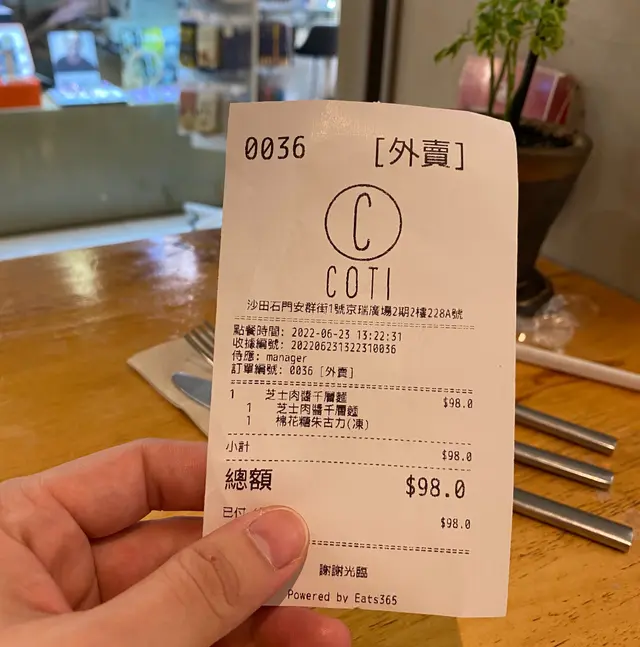 0036 [外賣]
C
COTI
沙田石門安群街1號京瑞廣場2期2樓228A號
點餐時間: 2022-06-23 13:22:31
收據編號: 202206231322310036
侍應: manager
訂單編號: 0036 [外賣]
1 芝士肉醬千層麵 $98.0
1 芝士肉醬千層麵
1 棉花糖朱古力(凍)
小計 $98.0
總額 $98.0
已付 $98.0
謝謝光臨
Powered by Eats365